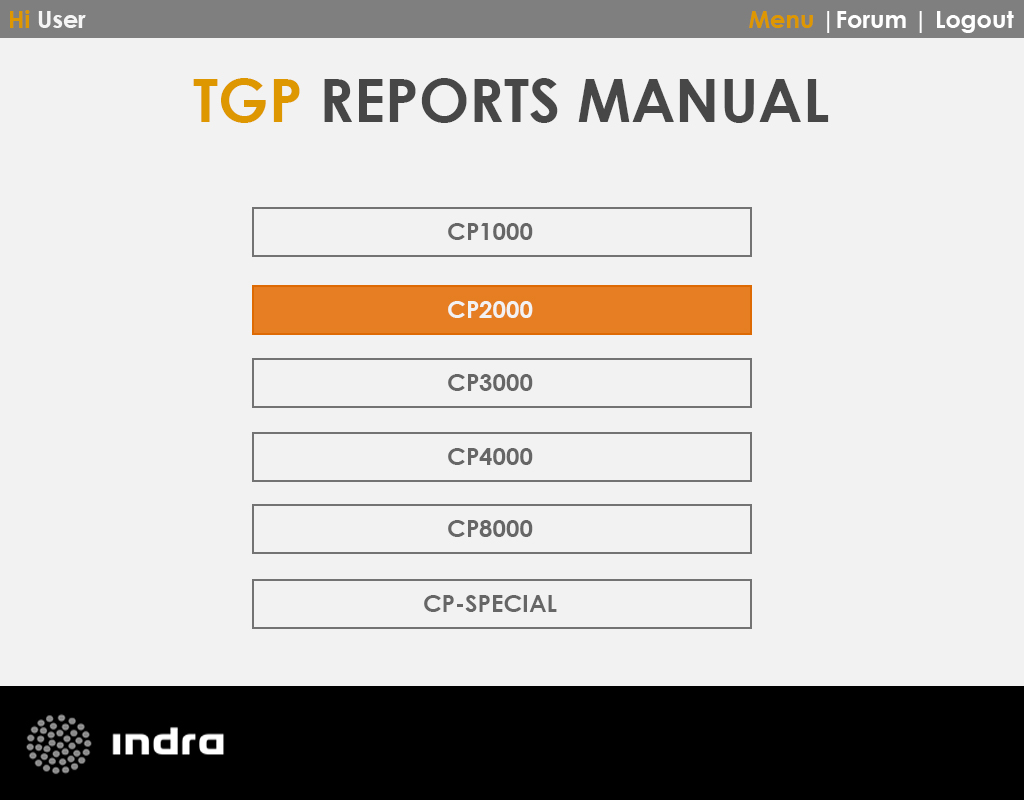 Hi User
Menu |Forum | Logout
TGP REPORTS MANUAL
CP1000
CP2000
CP3000
CP4000
CP8000
CP-SPECIAL
indra